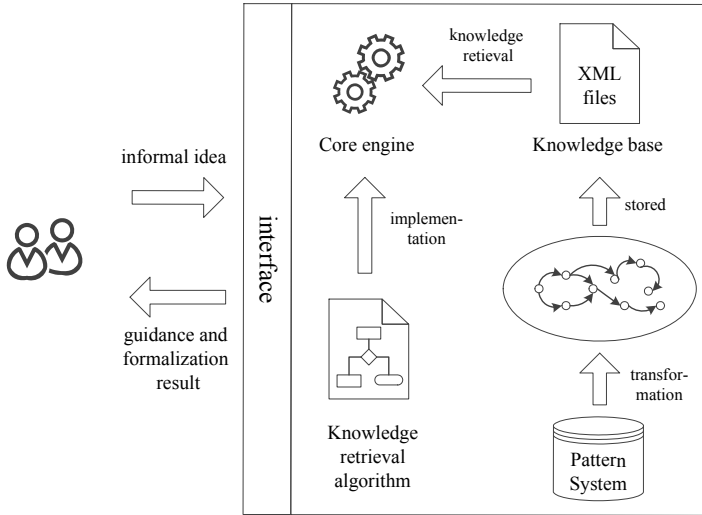 informal idea
guidance and
formalization
result
interface
knowledge
retieval
XML
files
Core engine
Knowledge base
implemen-
tation
stored
transfor-
mation
Knowledge
retrieval
algorithm
Pattern
System